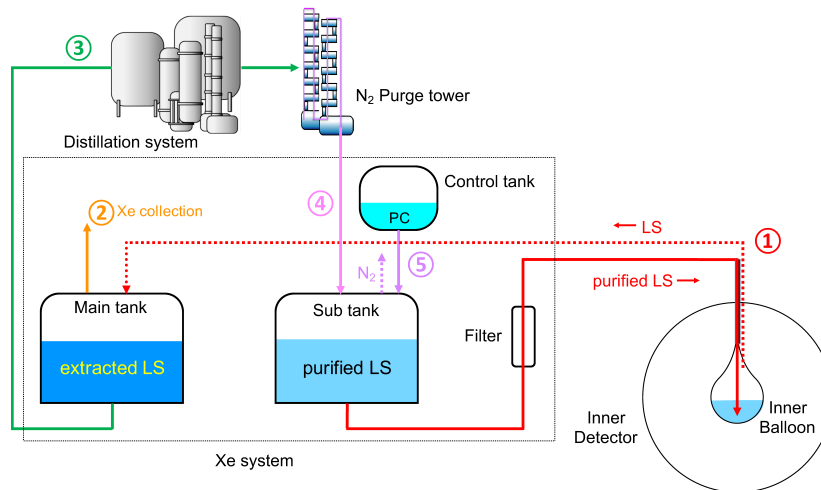 ③
Distillation system
N₂ Purge tower
Control tank
PC
② Xe collection
④
⑤
N₂
LS
①
purified LS
Main tank
extracted LS
Sub tank
purified LS
Filter
Inner
Detector
Inner
Balloon
Xe system